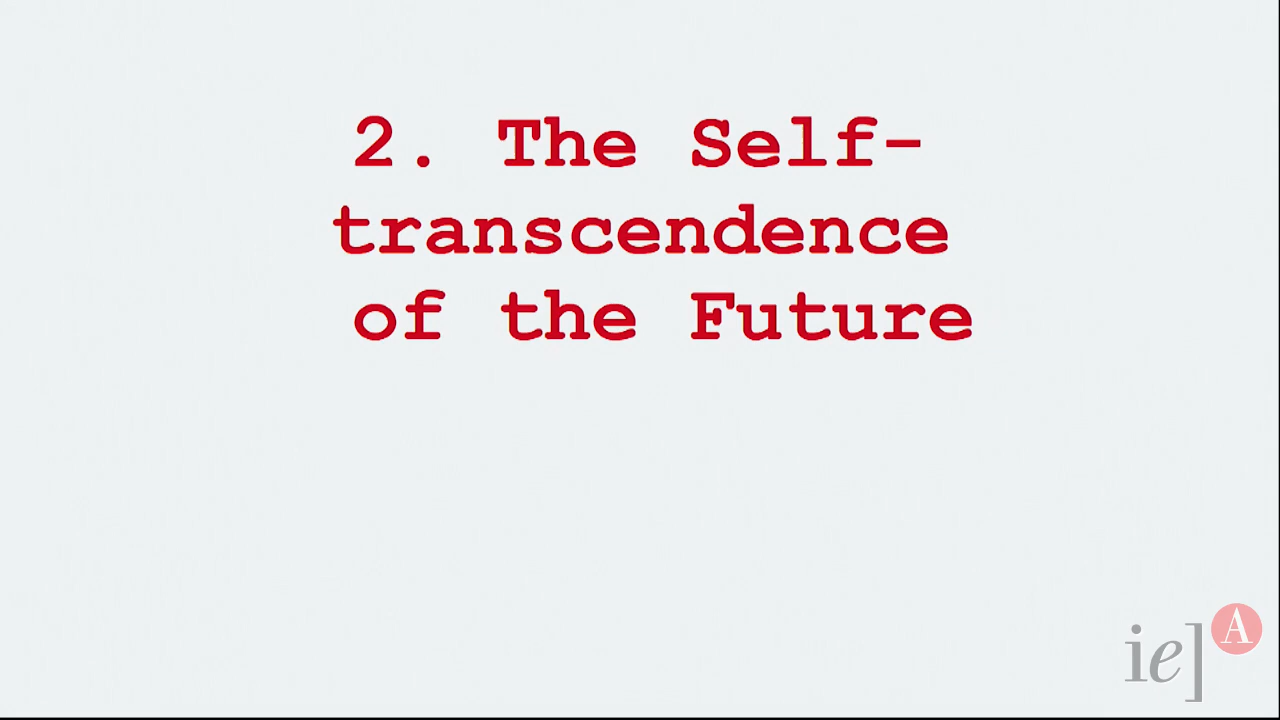 2. The Self-
transcendence
of the Future
ie] A